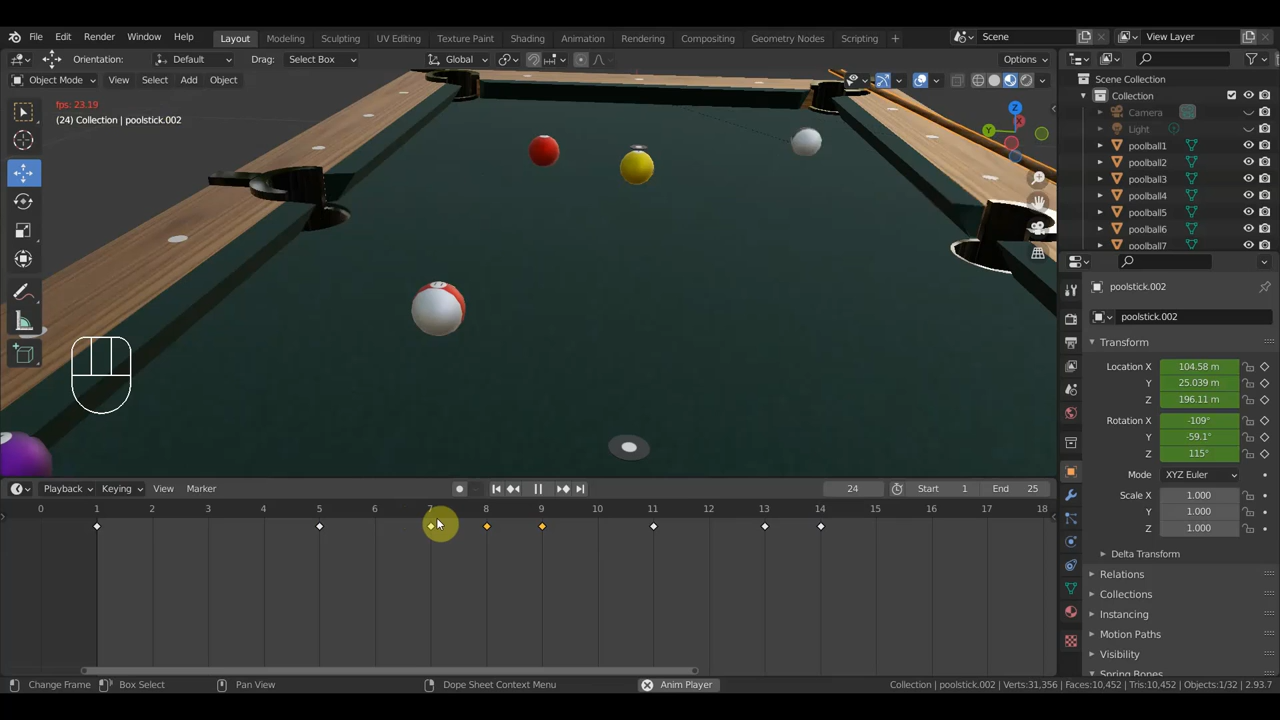 File Edit Render Window Help Layout Modeling Sculpting UV Editing Texture Paint Shading Animation Rendering Compositing Geometry Nodes Scripting + Scene View Layer
Orientation: Default Drag: Select Box Global Options
Object Mode View Select Add Object
Scene Collection
Collection
Camera
Light
poolball1
poolball2
poolball3
poolball4
poolball5
poolball6
poolball7
fps: 23.19
(24) Collection | poolstick.002
X
Y
Z
poolstick.002
poolstick.002
Transform
Location X 104.58 m
Y 25.039 m
Z 196.11 m
Rotation X -109°
Y -59.1°
Z 115°
Mode XYZ Euler
Scale X 1.000
Y 1.000
Z 1.000
Delta Transform
Relations
Collections
Instancing
Motion Paths
Visibility
Spring Bones
Playback Keying View Marker 24 Start 1 End 25
0 1 2 3 4 5 6 7 8 9 10 11 12 13 14 15 16 17 18
Change Frame Box Select Pan View Dope Sheet Context Menu Anim Player Collection | poolstick.002 | Verts:31,356 | Faces:10,452 | Tris:10,452 | Objects:1/32 | 2.93.7